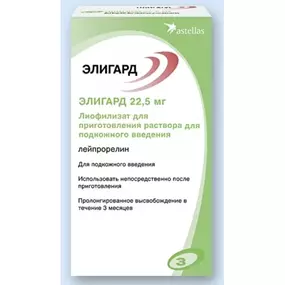 astellas
ЭЛИГАРД
ЭЛИГАРД 22,5 мг
Лиофилизат для
приготовления раствора для
подкожного введения
лейпрорелин
Для подкожного введения
Использовать непосредственно после
приготовления
Пролонгированное высвобождение в
течение 3 месяцев
3